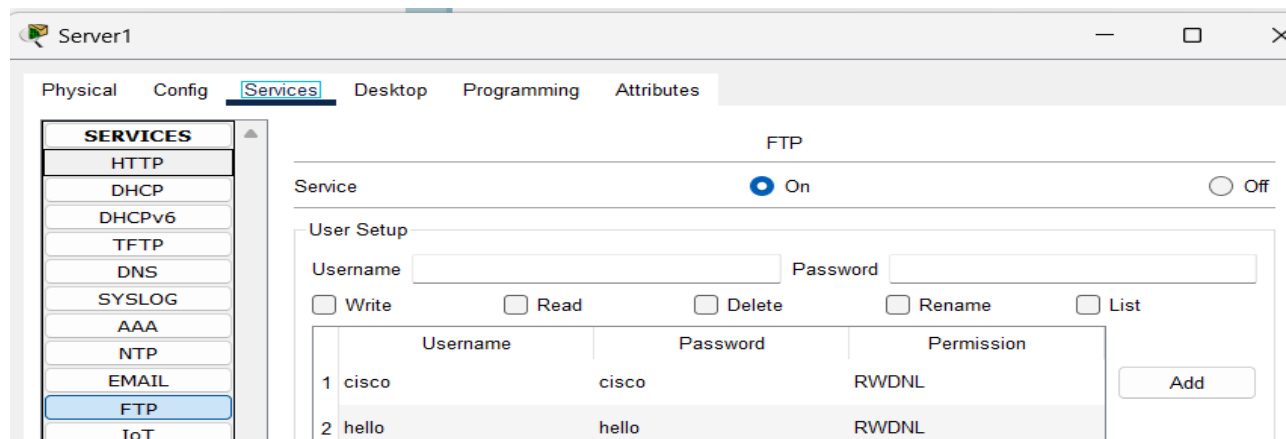 Server1
Physical Config Services Desktop Programming Attributes
SERVICES
HTTP
DHCP
DHCPv6
TFTP
DNS
SYSLOG
AAA
NTP
EMAIL
FTP
IoT
FTP
Service On Off
User Setup
Username Password
Write Read Delete Rename List
Username Password Permission
1 cisco cisco RWDNL
Add
2 hello hello RWDNL